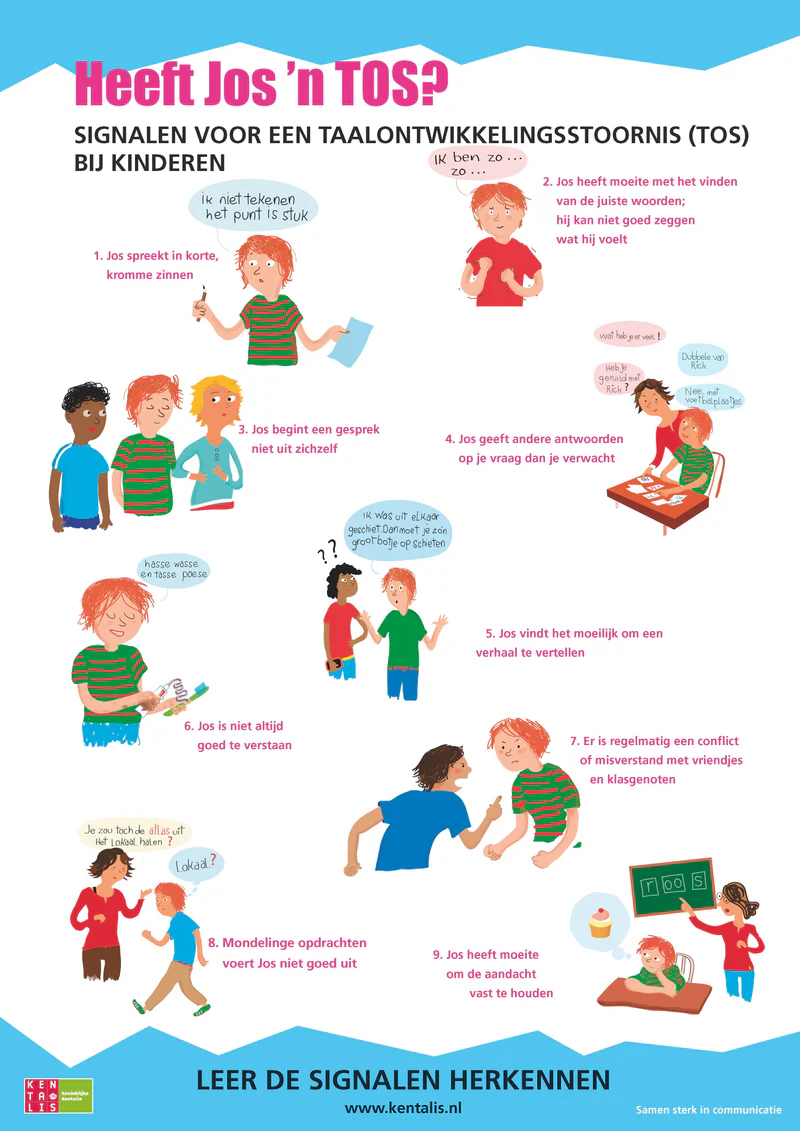 Heeft Jos 'n TOS?
SIGNALEN VOOR EEN TAALONTWIKKELINGSSTOORNIS (TOS)
BIJ KINDEREN
ik niet tekenen
het punt is stuk
1. Jos spreekt in korte,
kromme zinnen
IK ben zo ...
zo ...
2. Jos heeft moeite met het vinden
van de juiste woorden;
hij kan niet goed zeggen
wat hij voelt
3. Jos begint een gesprek
niet uit zichzelf
wat heb je er veel!
Dubbele van
Rick
Heb je
geruild met
Rick?
Nee, met
voetbalplaatjes
4. Jos geeft andere antwoorden
op je vraag dan je verwacht
IK was uit elkaar
geschiet. Dan moet je zo'n
groot botje op schieten
? ?
5. Jos vindt het moeilijk om een
verhaal te vertellen
hasse wasse
en tasse poese
6. Jos is niet altijd
goed te verstaan
7. Er is regelmatig een conflict
of misverstand met vriendjes
en klasgenoten
Je zou toch de atlas uit
Het lokaal halen?
Lokaal?
8. Mondelinge opdrachten
voert Jos niet goed uit
roos
9. Jos heeft moeite
om de aandacht
vast te houden
LEER DE SIGNALEN HERKENNEN
www.kentalis.nl
KEN
TA
LIS
Koninklijke
Kentalis
Samen sterk in communicatie